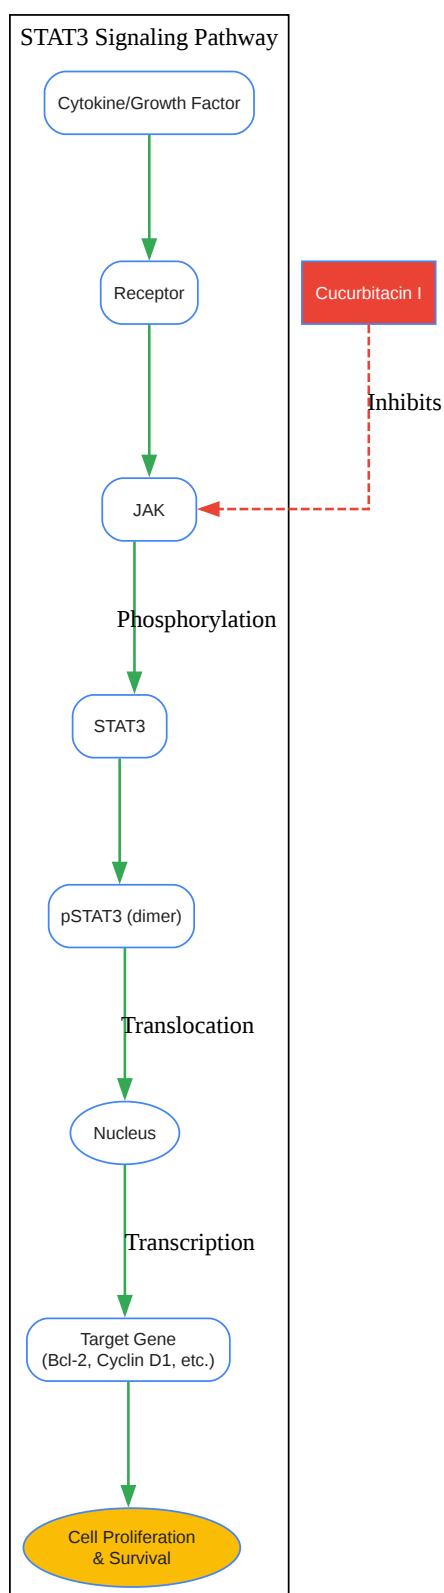 STAT3 Signaling Pathway
Cytokine/Growth Factor
Receptor
Cucurbitacin I
Inhibits
JAK
Phosphorylation
STAT3
pSTAT3 (dimer)
Translocation
Nucleus
Transcription
Target Gene
(Bcl-2, Cyclin D1, etc.)
Cell Proliferation
& Survival